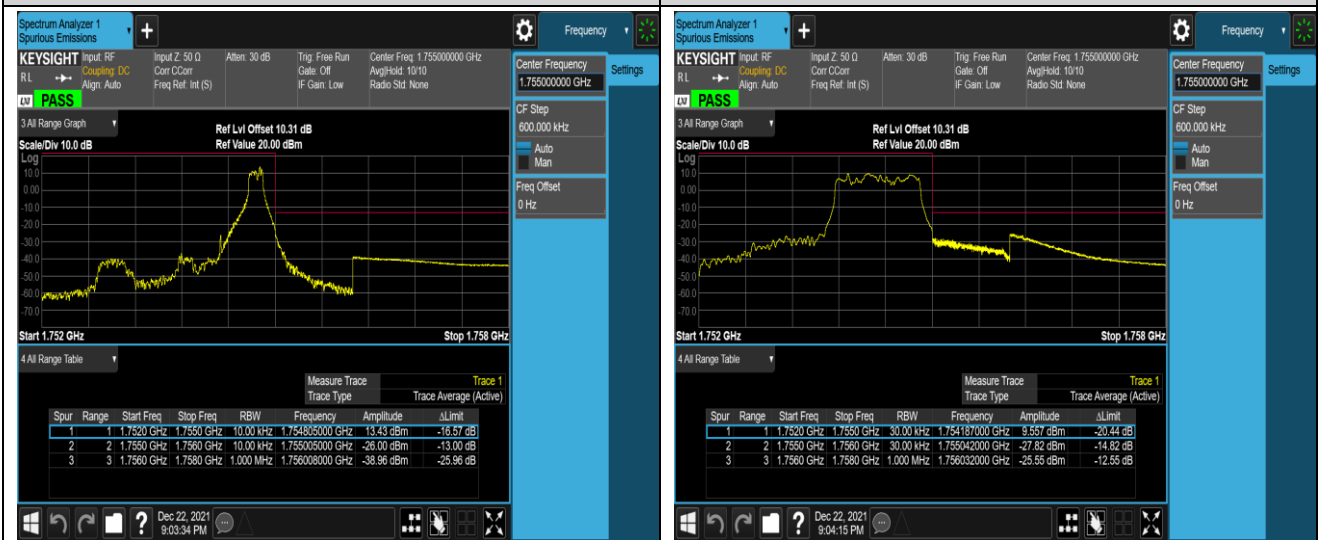 Spectrum Analyzer 1
Spurious Emissions
Frequency
KEYSIGHT
Input: RF
Coupling: DC
Align: Auto
Input Z: 50 Ω
Corr CCorr
Freq Ref: Int (S)
Atten: 30 dB
Trig: Free Run
Gate: Off
IF Gain: Low
Center Freq: 1.755000000 GHz
Avg|Hold: 10/10
Radio Std: None
R L
LXI
PASS
Center Frequency
1.755000000 GHz
Settings
CF Step
600.000 kHz
Auto
Man
Freq Offset
0 Hz
3 All Range Graph
Ref Lvl Offset 10.31 dB
Scale/Div 10.0 dB
Ref Value 20.00 dBm
Log
10.0
0.00
-10.0
-20.0
-30.0
-40.0
-50.0
-60.0
-70.0
Start 1.752 GHz
Stop 1.758 GHz
4 All Range Table
Measure Trace Trace 1
Trace Type Trace Average (Active)
Spur Range Start Freq Stop Freq RBW Frequency Amplitude ΔLimit
1 1 1.7520 GHz 1.7550 GHz 10.00 kHz 1.754805000 GHz 13.43 dBm -16.57 dB
2 2 1.7550 GHz 1.7560 GHz 10.00 kHz 1.755005000 GHz -26.00 dBm -13.00 dB
3 3 1.7560 GHz 1.7580 GHz 1.000 MHz 1.756008000 GHz -38.96 dBm -25.96 dB
?
Dec 22, 2021
9:03:34 PM
Spectrum Analyzer 1
Spurious Emissions
Frequency
KEYSIGHT
Input: RF
Coupling: DC
Align: Auto
Input Z: 50 Ω
Corr CCorr
Freq Ref: Int (S)
Atten: 30 dB
Trig: Free Run
Gate: Off
IF Gain: Low
Center Freq: 1.755000000 GHz
Avg|Hold: 10/10
Radio Std: None
R L
LXI
PASS
Center Frequency
1.755000000 GHz
Settings
CF Step
600.000 kHz
Auto
Man
Freq Offset
0 Hz
3 All Range Graph
Ref Lvl Offset 10.31 dB
Scale/Div 10.0 dB
Ref Value 20.00 dBm
Log
10.0
0.00
-10.0
-20.0
-30.0
-40.0
-50.0
-60.0
-70.0
Start 1.752 GHz
Stop 1.758 GHz
4 All Range Table
Measure Trace Trace 1
Trace Type Trace Average (Active)
Spur Range Start Freq Stop Freq RBW Frequency Amplitude ΔLimit
1 1 1.7520 GHz 1.7550 GHz 30.00 kHz 1.754187000 GHz 9.557 dBm -20.44 dB
2 2 1.7550 GHz 1.7560 GHz 30.00 kHz 1.755042000 GHz -27.82 dBm -14.82 dB
3 3 1.7560 GHz 1.7580 GHz 1.000 MHz 1.756032000 GHz -25.55 dBm -12.55 dB
?
Dec 22, 2021
9:04:15 PM